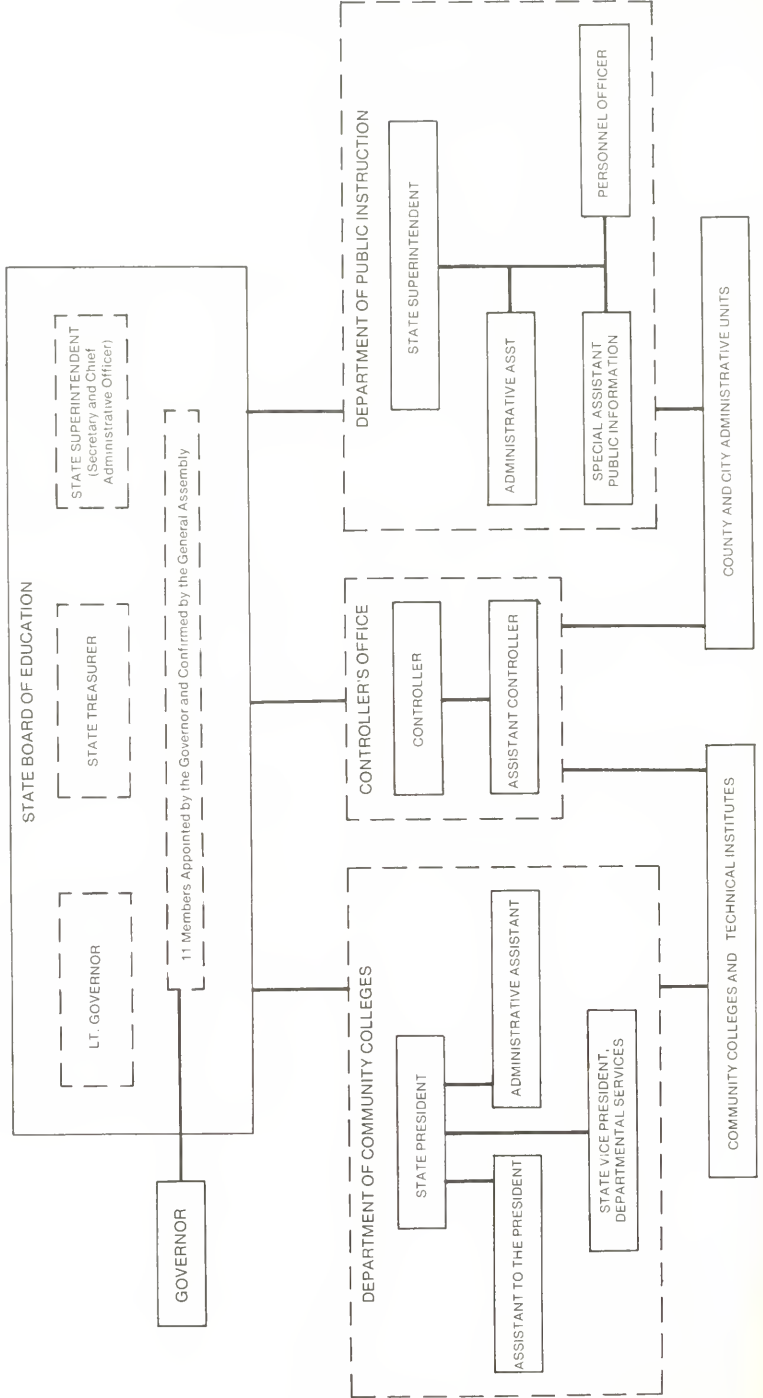 STATE BOARD OF EDUCATION
LT. GOVERNOR
STATE TREASURER
STATE SUPERINTENDENT
(Secretary and Chief
Administrative Officer)
11 Members Appointed by the Governor and Confirmed by the General Assembly
GOVERNOR
DEPARTMENT OF COMMUNITY COLLEGES
STATE PRESIDENT
ASSISTANT TO THE PRESIDENT
ADMINISTRATIVE ASSISTANT
STATE VICE PRESIDENT,
DEPARTMENTAL SERVICES
CONTROLLER'S OFFICE
CONTROLLER
ASSISTANT CONTROLLER
DEPARTMENT OF PUBLIC INSTRUCTION
STATE SUPERINTENDENT
ADMINISTRATIVE ASST
SPECIAL ASSISTANT
PUBLIC INFORMATION
PERSONNEL OFFICER
COMMUNITY COLLEGES AND TECHNICAL INSTITUTES
COUNTY AND CITY ADMINISTRATIVE UNITS